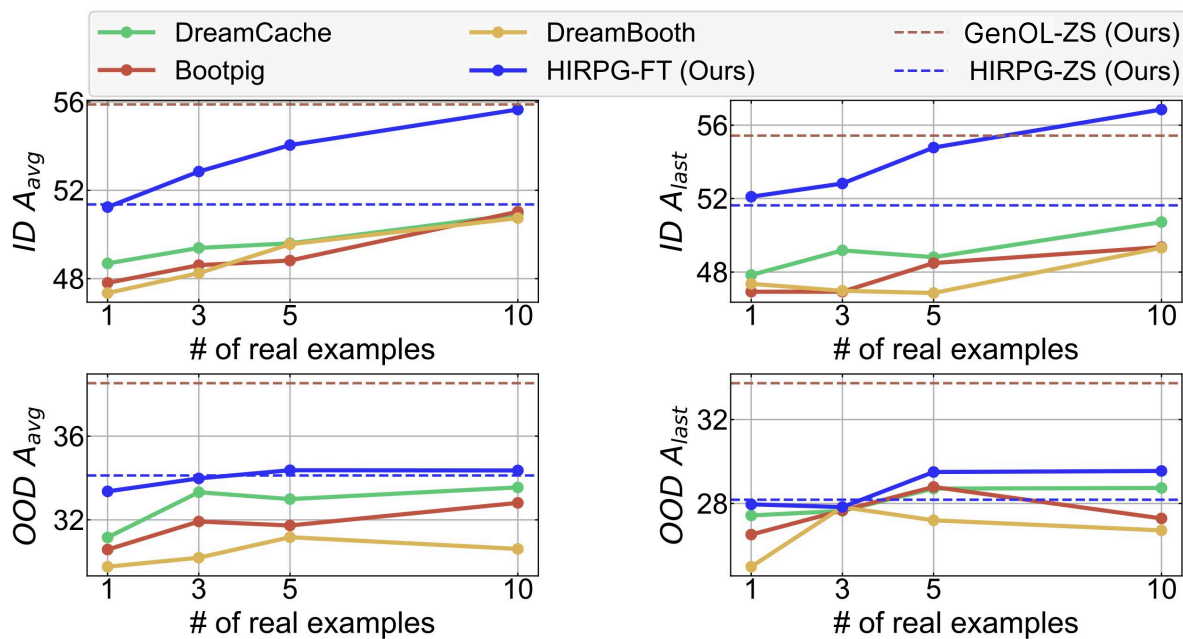 DreamCache DreamBooth GenOL-ZS (Ours)
Bootpig HIRPG-FT (Ours) HIRPG-ZS (Ours)
ID A_avg
56
52
48
1 3 5 10
# of real examples
ID A_last
56
52
48
1 3 5 10
# of real examples
OOD A_avg
36
32
1 3 5 10
# of real examples
OOD A_last
32
28
1 3 5 10
# of real examples